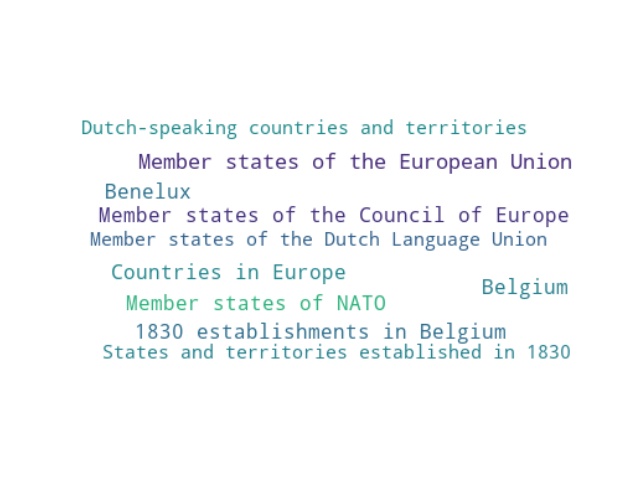 Dutch-speaking countries and territories
Member states of the European Union
Benelux
Member states of the Council of Europe
Member states of the Dutch Language Union
Countries in Europe
Belgium
Member states of NATO
1830 establishments in Belgium
States and territories established in 1830